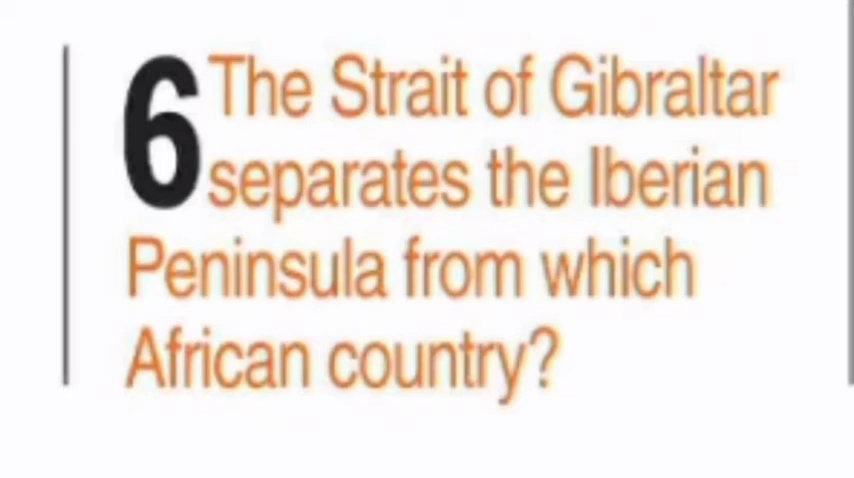 6 The Strait of Gibraltar
separates the Iberian
Peninsula from which
African country?